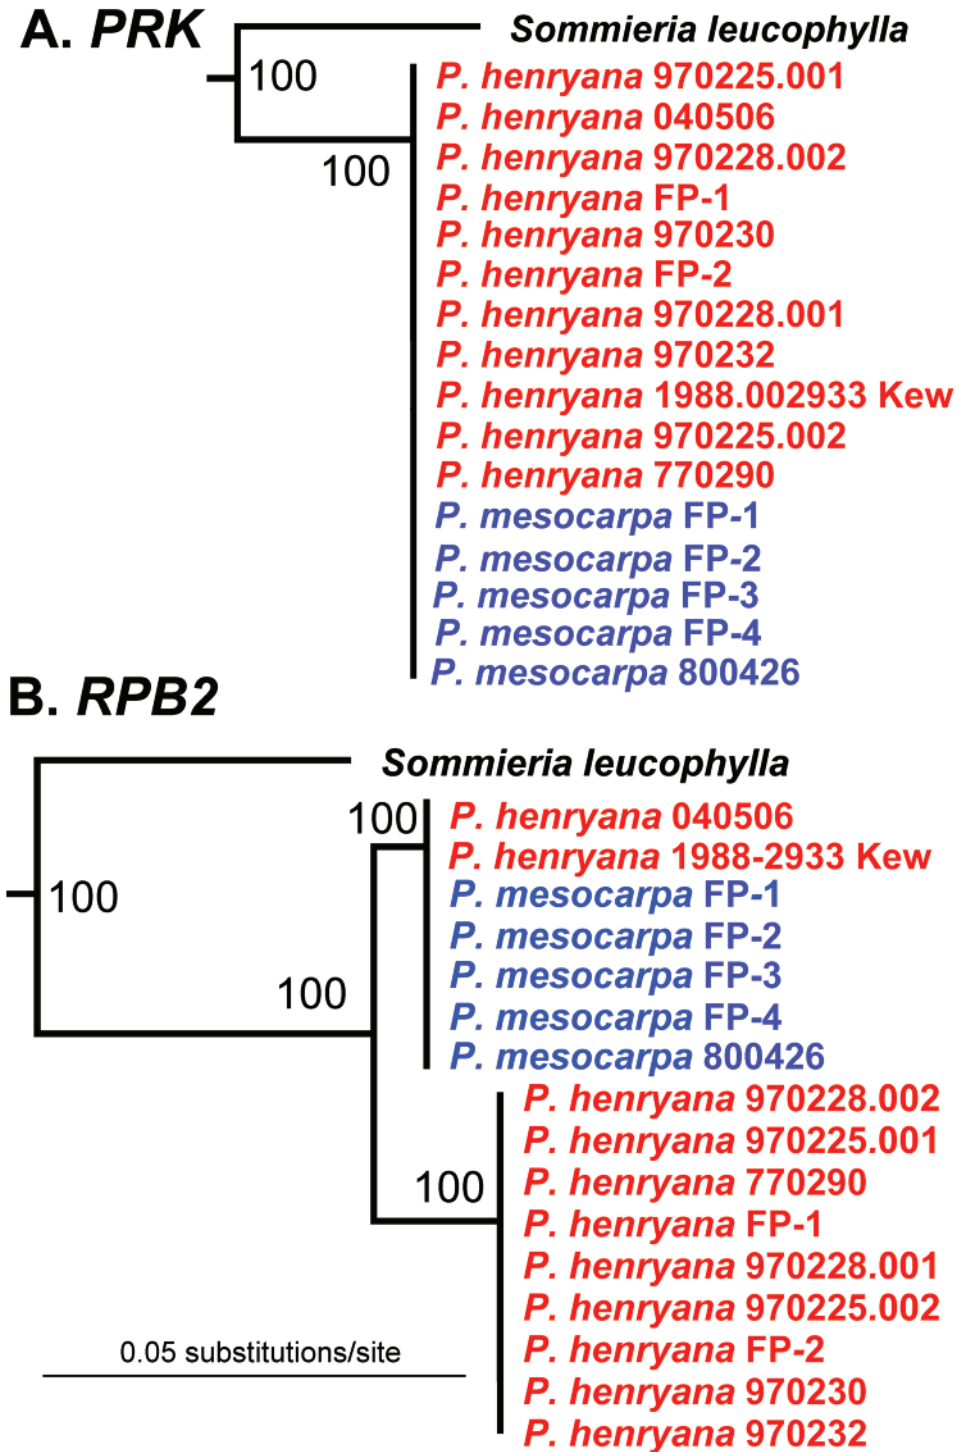 A. PRK
Sommieria leucophylla
100
P. henryana 970225.001
P. henryana 040506
100
P. henryana 970228.002
P. henryana FP-1
P. henryana 970230
P. henryana FP-2
P. henryana 970228.001
P. henryana 970232
P. henryana 1988.002933 Kew
P. henryana 970225.002
P. henryana 770290
P. mesocarpa FP-1
P. mesocarpa FP-2
P. mesocarpa FP-3
P. mesocarpa FP-4
P. mesocarpa 800426
B. RPB2
Sommieria leucophylla
100
P. henryana 040506
P. henryana 1988-2933 Kew
100
P. mesocarpa FP-1
P. mesocarpa FP-2
P. mesocarpa FP-3
100
P. mesocarpa FP-4
P. mesocarpa 800426
P. henryana 970228.002
P. henryana 970225.001
100
P. henryana 770290
P. henryana FP-1
P. henryana 970228.001
P. henryana 970225.002
P. henryana FP-2
P. henryana 970230
P. henryana 970232
0.05 substitutions/site